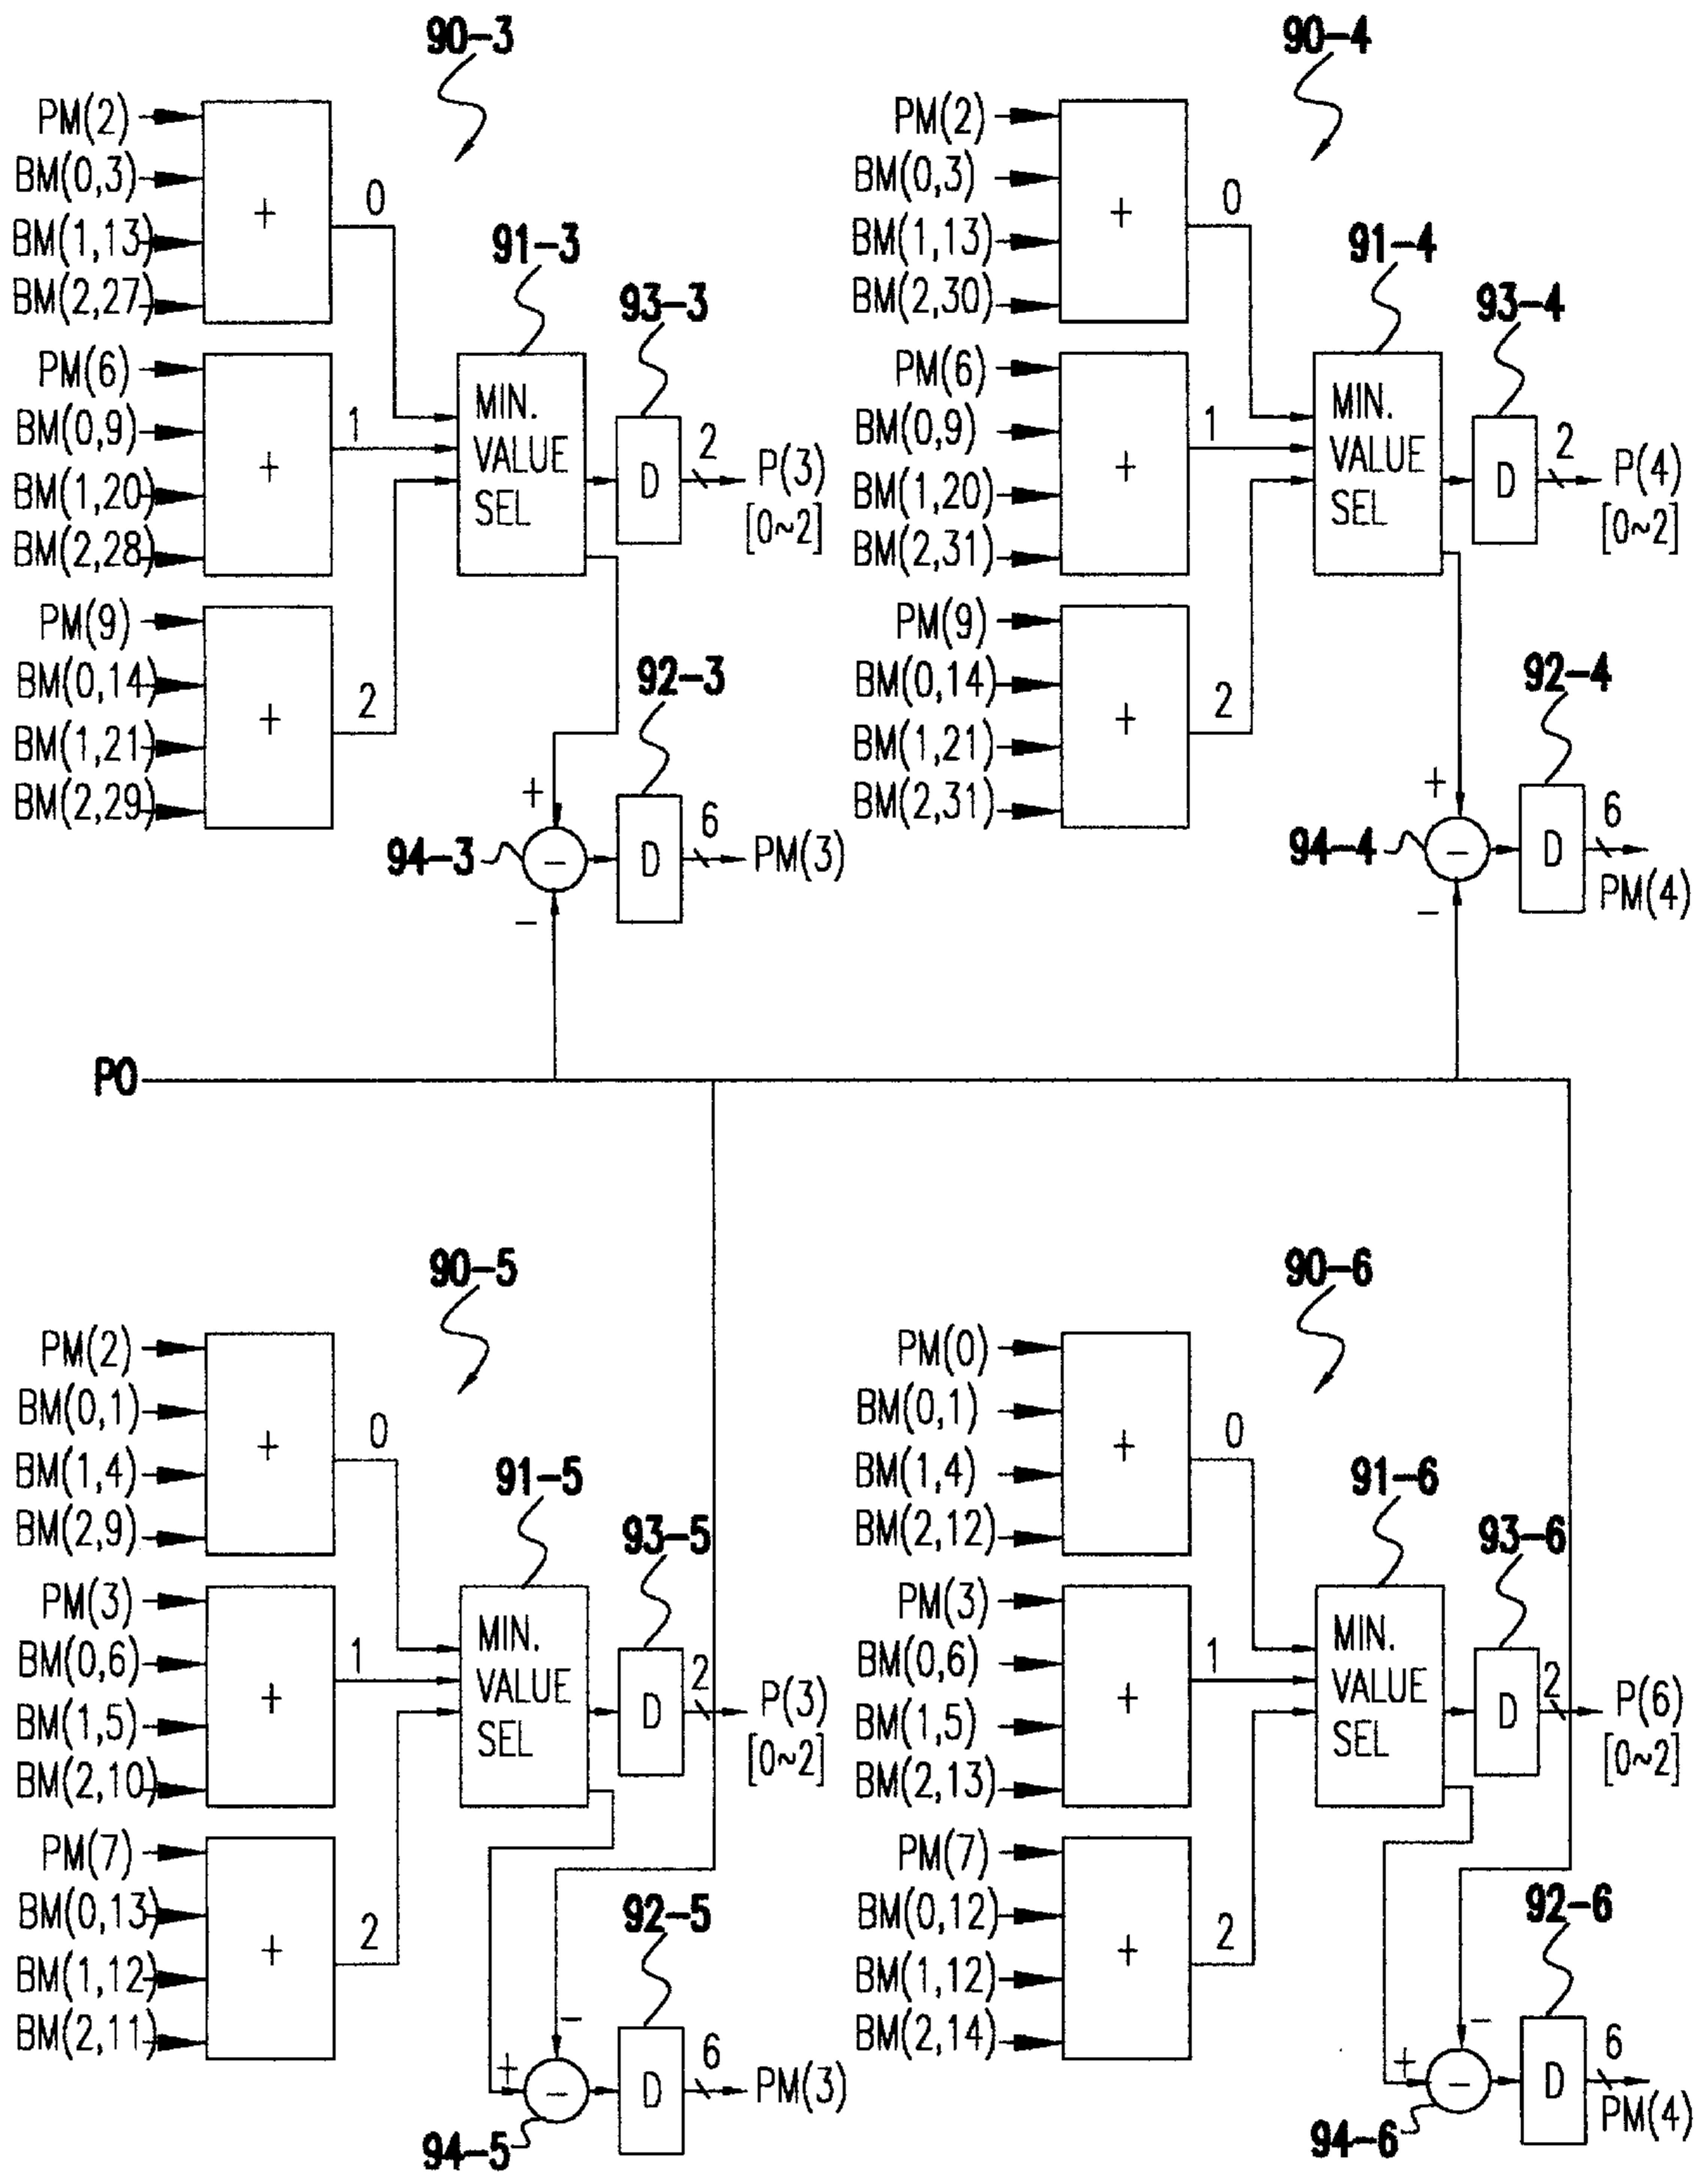 90-3
PM(2)
BM(0,3)
BM(1,13)
BM(2,27)
+
0
PM(6)
BM(0,9)
BM(1,20)
BM(2,28)
+
1
PM(9)
BM(0,14)
BM(1,21)
BM(2,29)
+
2
91-3
MIN.
VALUE
SEL
93-3
D
2
P(3)
[0~2]
92-3
+
94-3
-
-
D
6
PM(3)
90-4
PM(2)
BM(0,3)
BM(1,13)
BM(2,30)
+
0
PM(6)
BM(0,9)
BM(1,20)
BM(2,31)
+
1
PM(9)
BM(0,14)
BM(1,21)
BM(2,31)
+
2
91-4
MIN.
VALUE
SEL
93-4
D
2
P(4)
[0~2]
92-4
+
94-4
-
-
D
6
PM(4)
P0
90-5
PM(2)
BM(0,1)
BM(1,4)
BM(2,9)
+
0
PM(3)
BM(0,6)
BM(1,5)
BM(2,10)
+
1
PM(7)
BM(0,13)
BM(1,12)
BM(2,11)
+
2
91-5
MIN.
VALUE
SEL
93-5
D
2
P(3)
[0~2]
92-5
-
+
-
94-5
D
6
PM(3)
90-6
PM(0)
BM(0,1)
BM(1,4)
BM(2,12)
+
0
PM(3)
BM(0,6)
BM(1,5)
BM(2,13)
+
1
PM(7)
BM(0,12)
BM(1,12)
BM(2,14)
+
2
91-6
MIN.
VALUE
SEL
93-6
D
2
P(6)
[0~2]
92-6
-
+
-
94-6
D
6
PM(4)